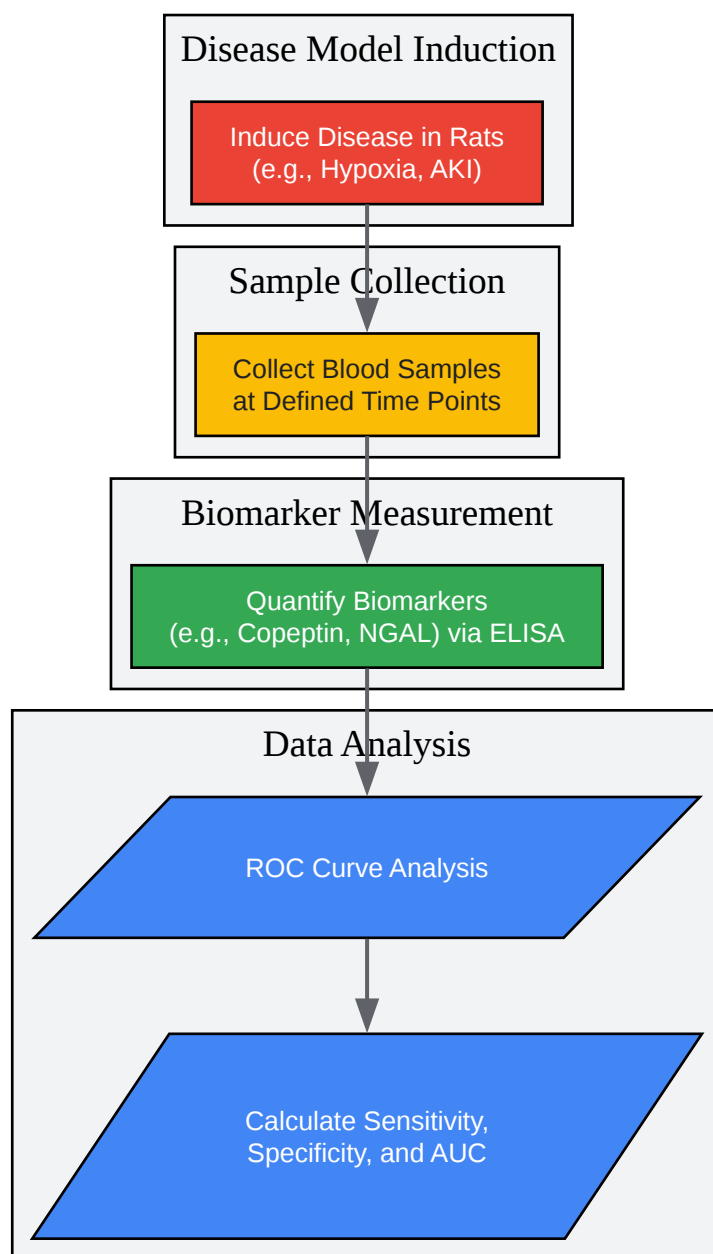 Disease Model Induction
Induce Disease in Rats
(e.g., Hypoxia, AKI)
Sample Collection
Collect Blood Samples
at Defined Time Points
Biomarker Measurement
Quantify Biomarkers
(e.g., Copeptin, NGAL) via ELISA
Data Analysis
ROC Curve Analysis
Calculate Sensitivity,
Specificity, and AUC